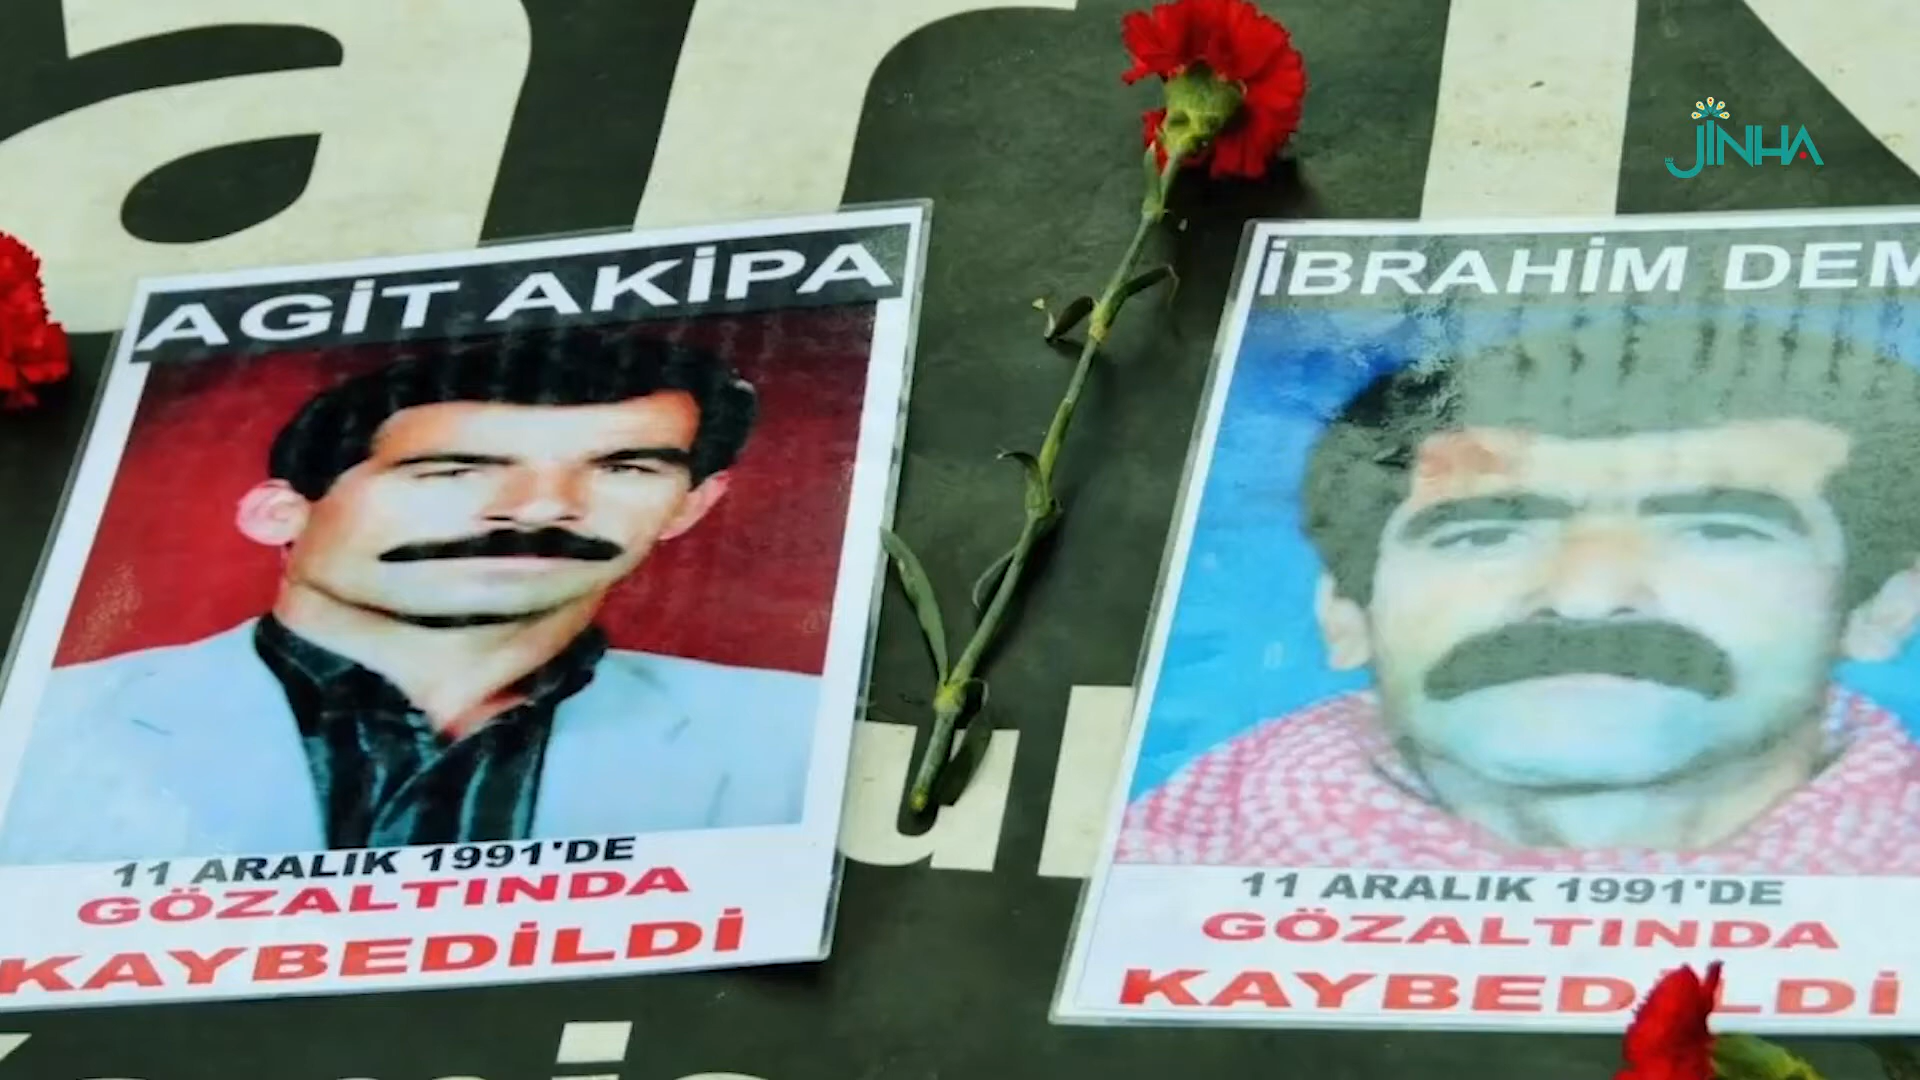 JINHA
AGİT AKİPA
11 ARALIK 1991'DE
GÖZALTINDA
KAYBEDİLDİ
İBRAHİM DEM
11 ARALIK 1991'DE
GÖZALTINDA
KAYBEDİLDİ